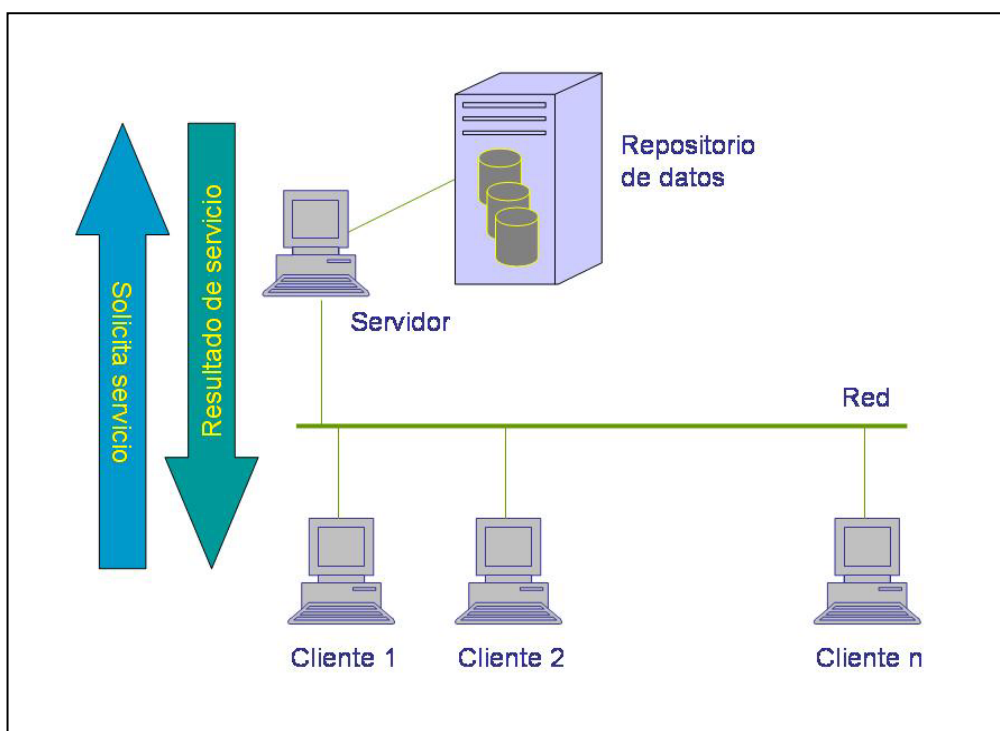 Repositorio
de datos
Solicita servicio
Resultado de servicio
Servidor
Red
Cliente 1
Cliente 2
Cliente n